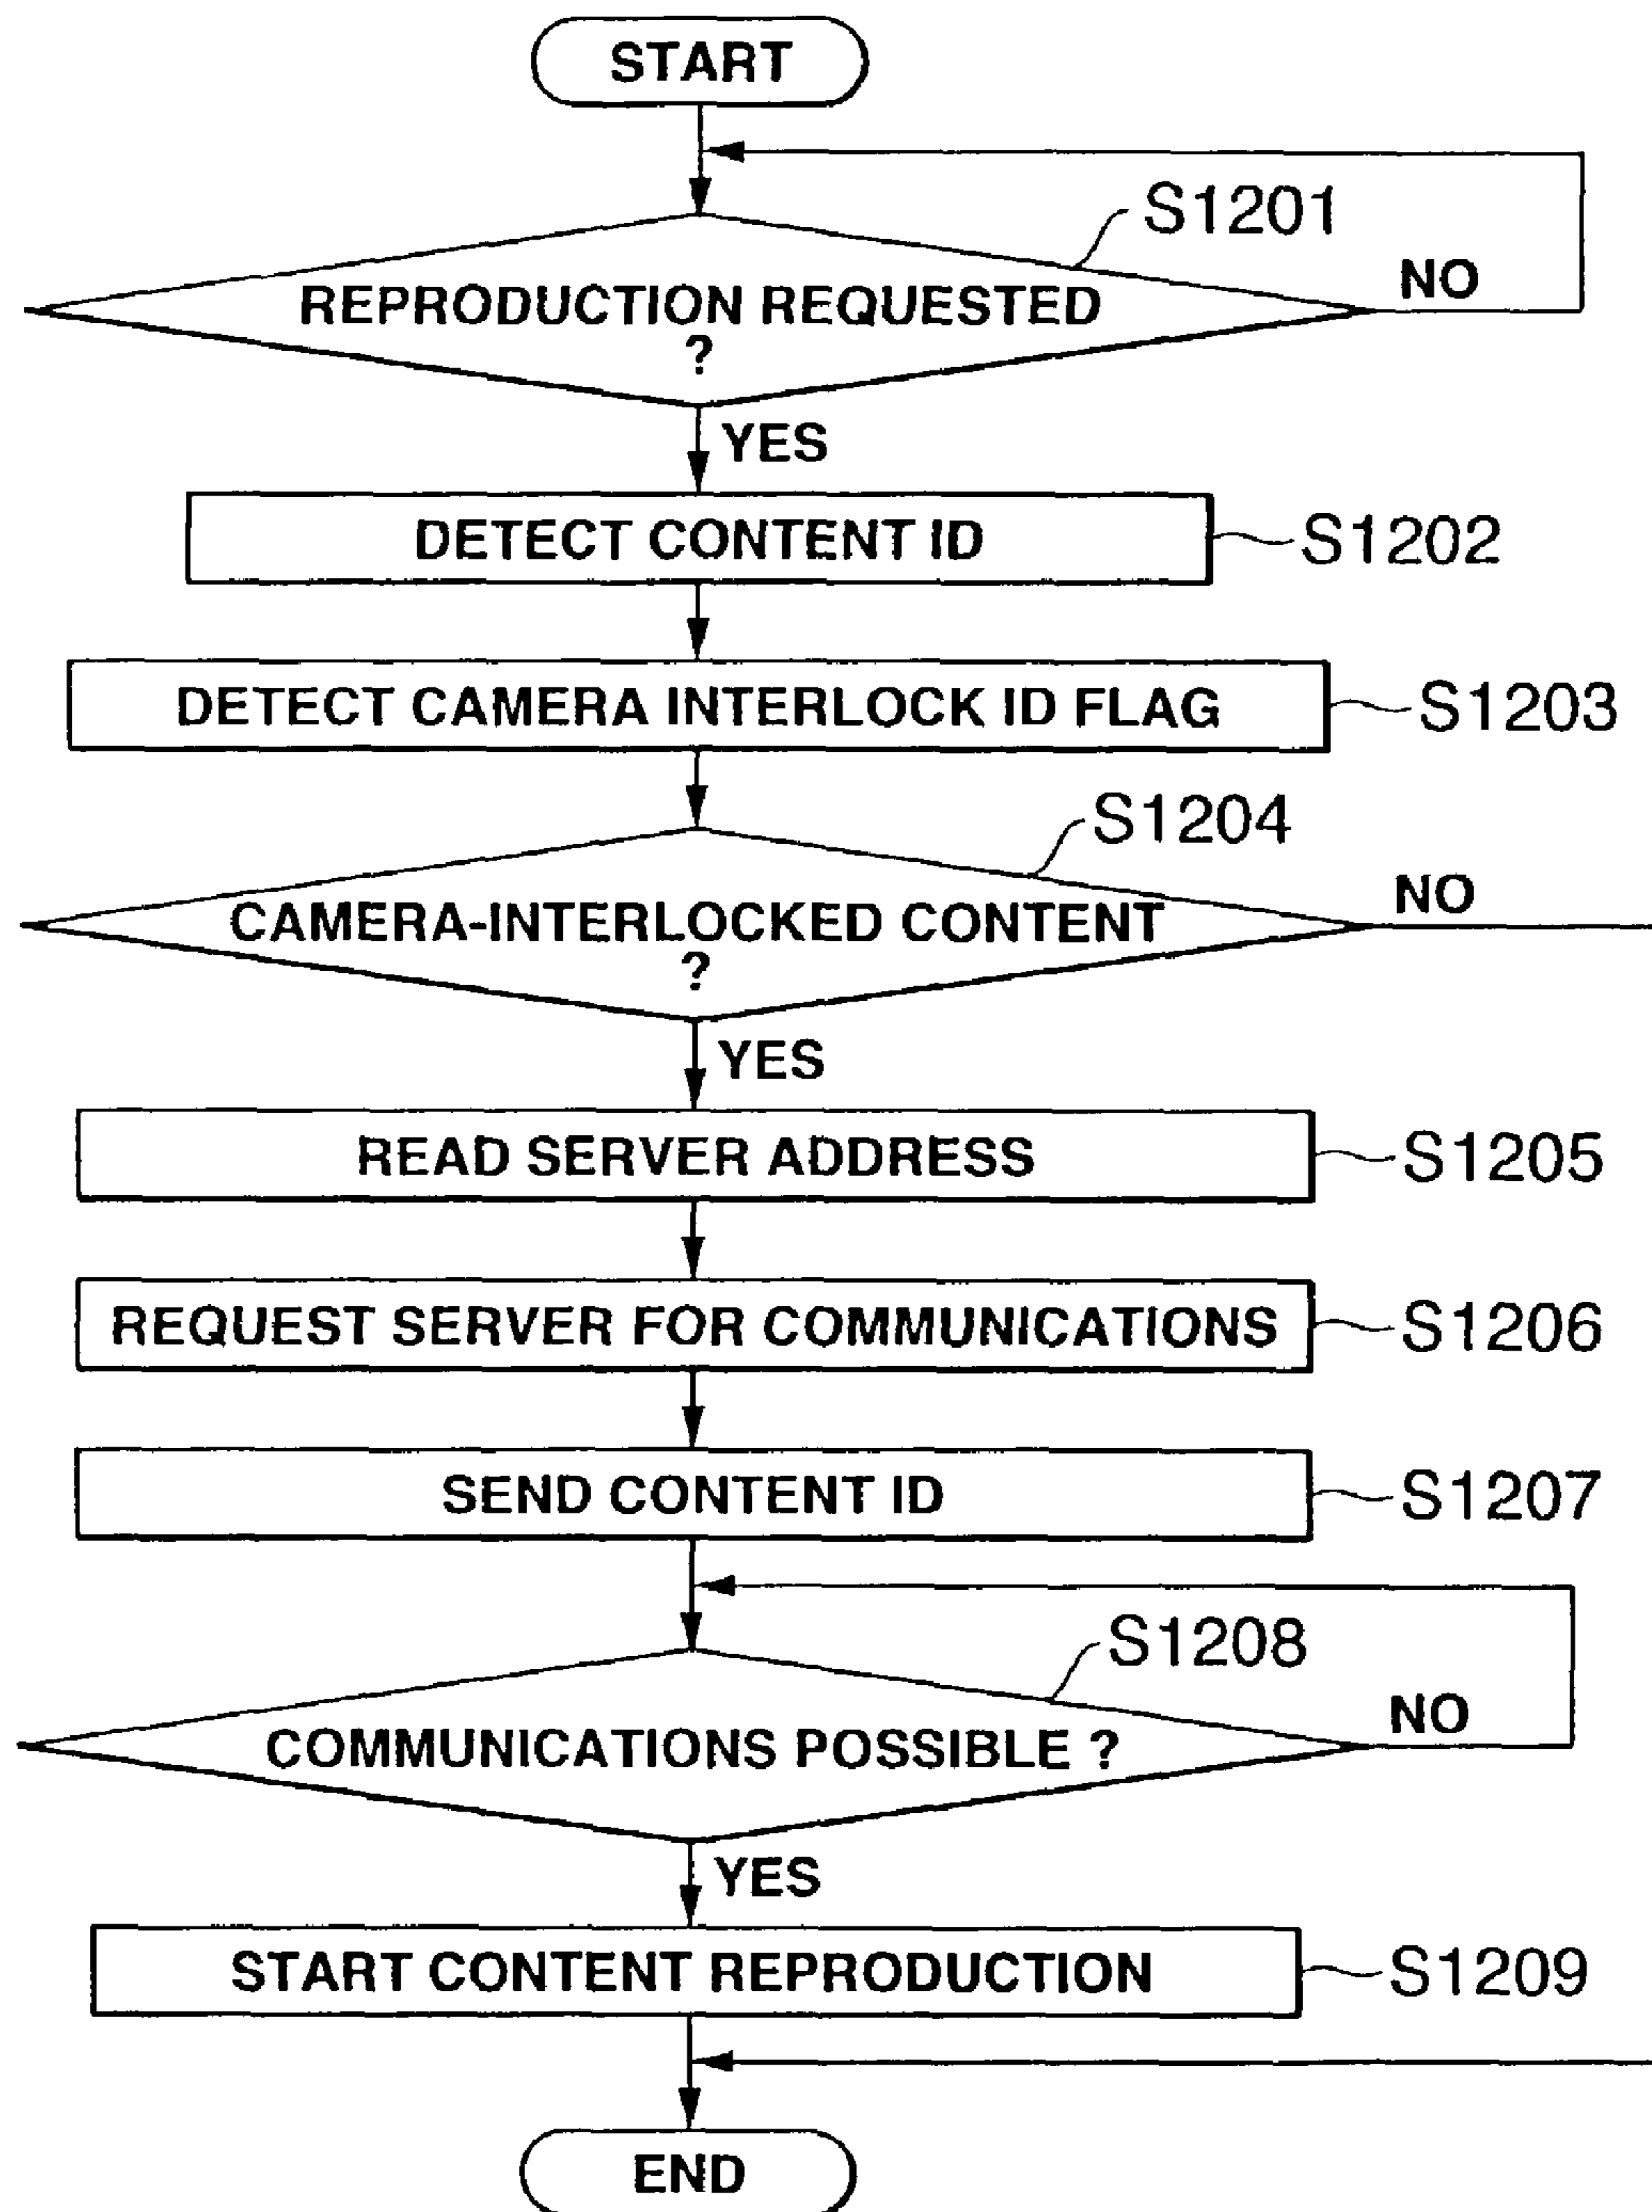 START
S1201
NO
REPRODUCTION REQUESTED
?
YES
DETECT CONTENT ID
S1202
DETECT CAMERA INTERLOCK ID FLAG
S1203
S1204
NO
CAMERA-INTERLOCKED CONTENT
?
YES
READ SERVER ADDRESS
S1205
REQUEST SERVER FOR COMMUNICATIONS
S1206
SEND CONTENT ID
S1207
S1208
NO
COMMUNICATIONS POSSIBLE ?
YES
START CONTENT REPRODUCTION
S1209
END